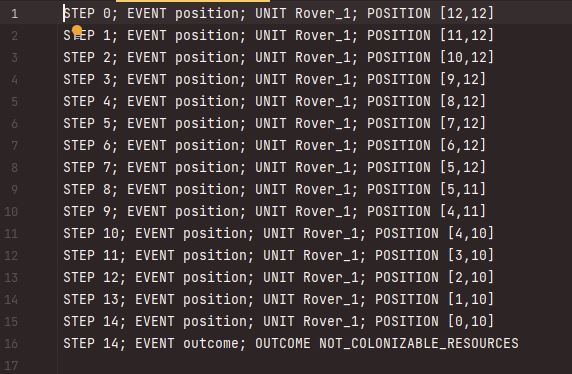 1 STEP 0; EVENT position; UNIT Rover_1; POSITION [12,12]
2 STEP 1; EVENT position; UNIT Rover_1; POSITION [11,12]
3 STEP 2; EVENT position; UNIT Rover_1; POSITION [10,12]
4 STEP 3; EVENT position; UNIT Rover_1; POSITION [9,12]
5 STEP 4; EVENT position; UNIT Rover_1; POSITION [8,12]
6 STEP 5; EVENT position; UNIT Rover_1; POSITION [7,12]
7 STEP 6; EVENT position; UNIT Rover_1; POSITION [6,12]
8 STEP 7; EVENT position; UNIT Rover_1; POSITION [5,12]
9 STEP 8; EVENT position; UNIT Rover_1; POSITION [5,11]
10 STEP 9; EVENT position; UNIT Rover_1; POSITION [4,11]
11 STEP 10; EVENT position; UNIT Rover_1; POSITION [4,10]
12 STEP 11; EVENT position; UNIT Rover_1; POSITION [3,10]
13 STEP 12; EVENT position; UNIT Rover_1; POSITION [2,10]
14 STEP 13; EVENT position; UNIT Rover_1; POSITION [1,10]
15 STEP 14; EVENT position; UNIT Rover_1; POSITION [0,10]
16 STEP 14; EVENT outcome; OUTCOME NOT_COLONIZABLE_RESOURCES
17